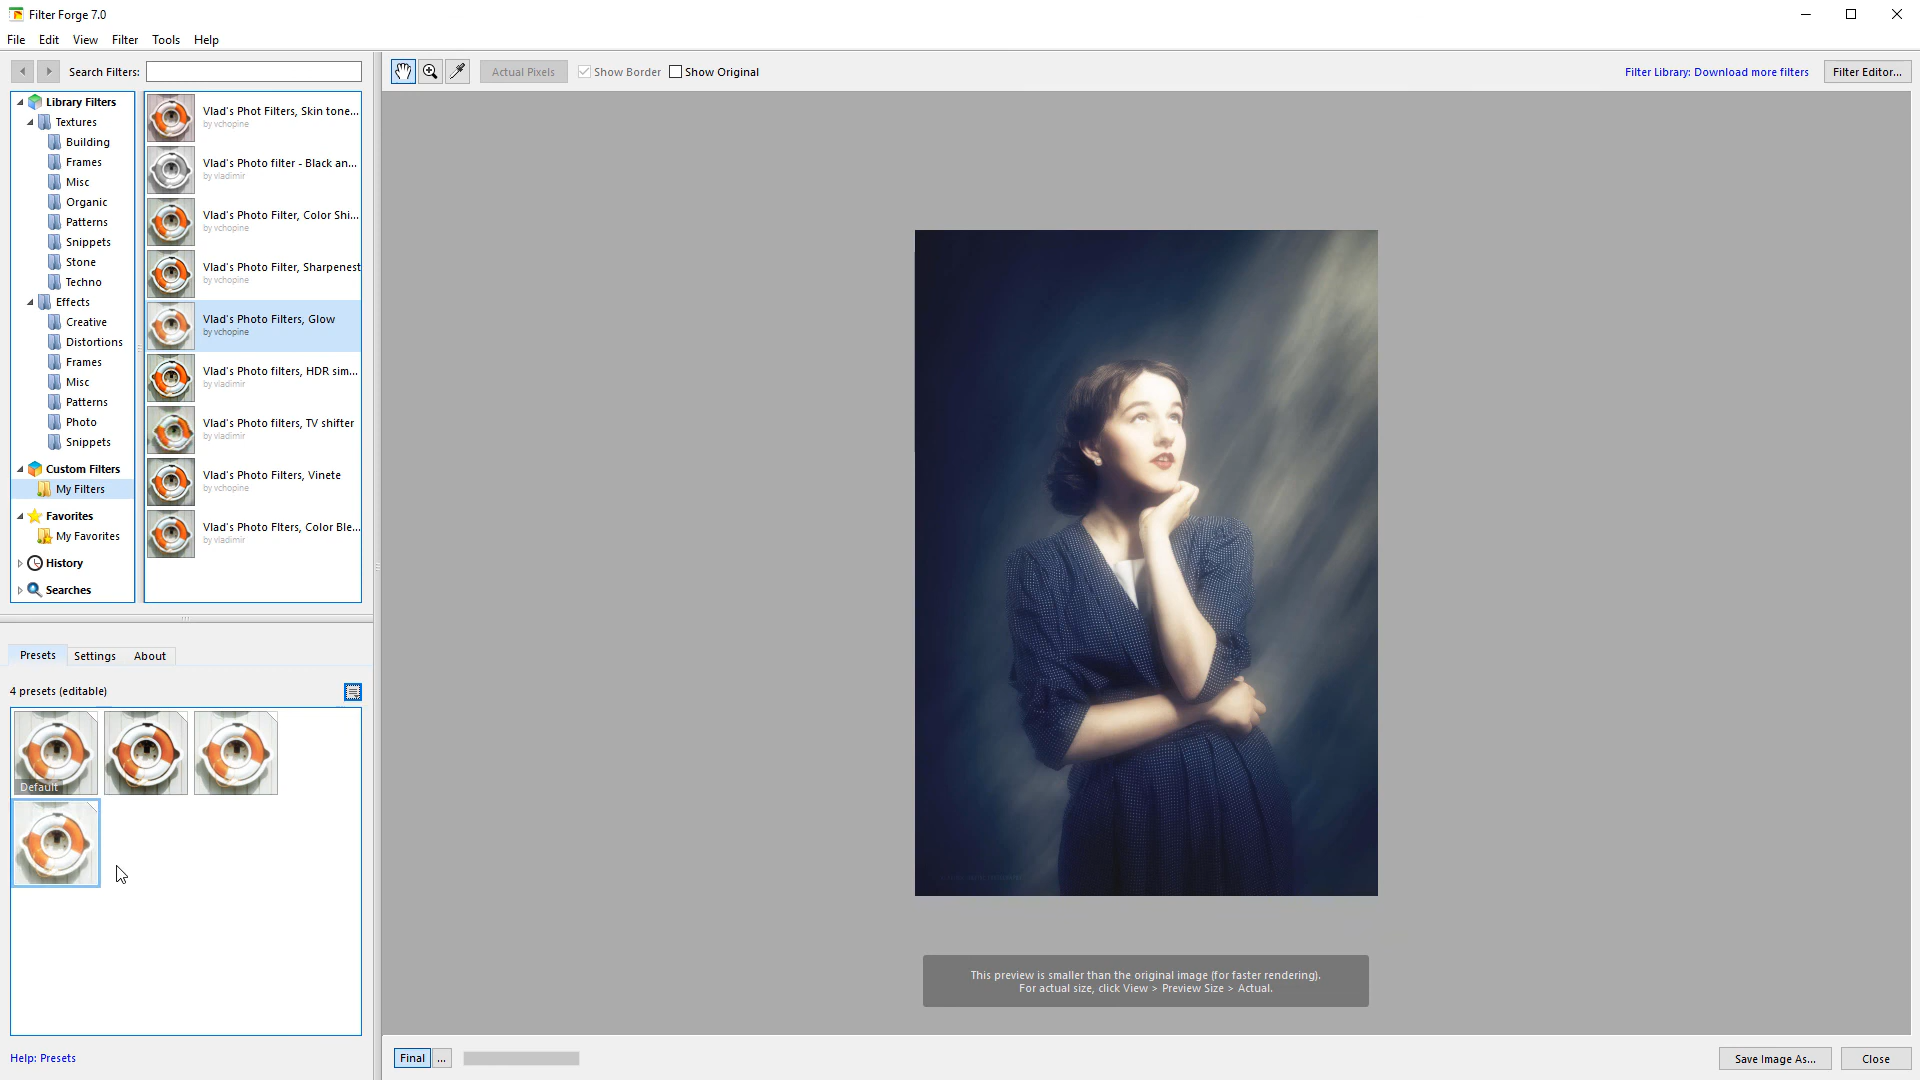 Filter Forge 7.0
File Edit View Filter Tools Help
Search Filters:
Actual Pixels
Show Border
Show Original
Filter Library: Download more filters
Filter Editor...
Library Filters
Textures
Building
Frames
Misc
Organic
Patterns
Snippets
Stone
Techno
Effects
Creative
Distortions
Frames
Misc
Patterns
Photo
Snippets
Custom Filters
My Filters
Favorites
My Favorites
History
Searches
Vlad's Phot Filters, Skin tone...
by vchopine
Vlad's Photo filter - Black an...
by vladimir
Vlad's Photo Filter, Color Shi...
by vchopine
Vlad's Photo Filter, Sharpenest
by vchopine
Vlad's Photo Filters, Glow
by vchopine
Vlad's Photo filters, HDR sim...
by vladimir
Vlad's Photo filters, TV shifter
by vladimir
Vlad's Photo Filters, Vinete
by vchopine
Vlad's Photo Flters, Color Ble...
by vladimir
Presets Settings About
4 presets (editable)
Default
Help: Presets
This preview is smaller than the original image (for faster rendering).
For actual size, click View > Preview Size > Actual.
Final ...
Save Image As...
Close